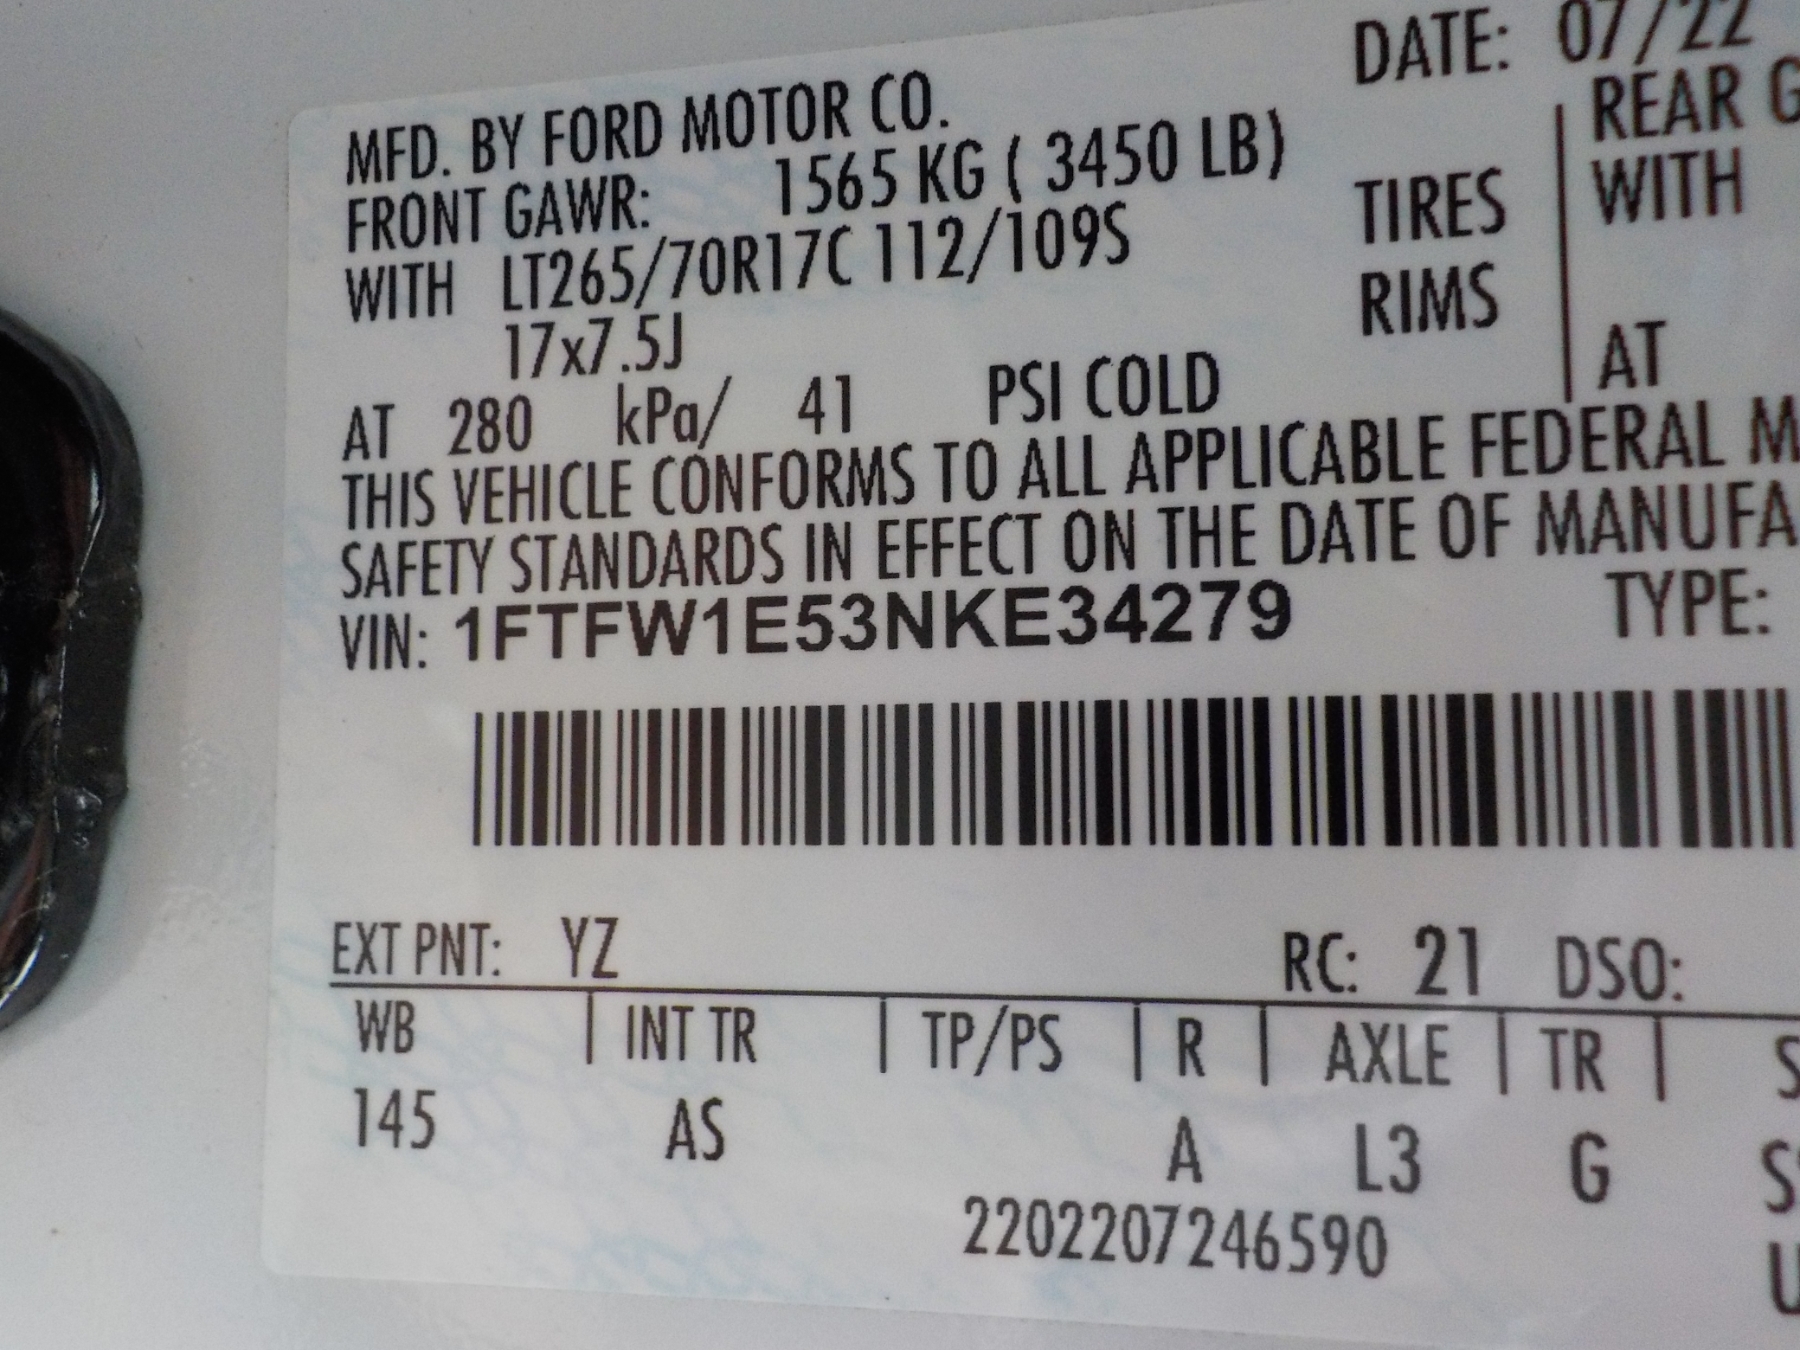 DATE: 07/22
MFD. BY FORD MOTOR CO.
FRONT GAWR: 1565 KG ( 3450 LB)
REAR G
WITH LT265/70R17C 112/109S TIRES WITH
17x7.5J RIMS
AT 280 kPa/ 41 PSI COLD AT
THIS VEHICLE CONFORMS TO ALL APPLICABLE FEDERAL M
SAFETY STANDARDS IN EFFECT ON THE DATE OF MANUFA
VIN: 1FTFW1E53NKE34279 TYPE:
EXT PNT: YZ RC: 21 DSO:
WB | INT TR | TP/PS | R | AXLE | TR | S
145 AS A L3 G S
2202207246590 U